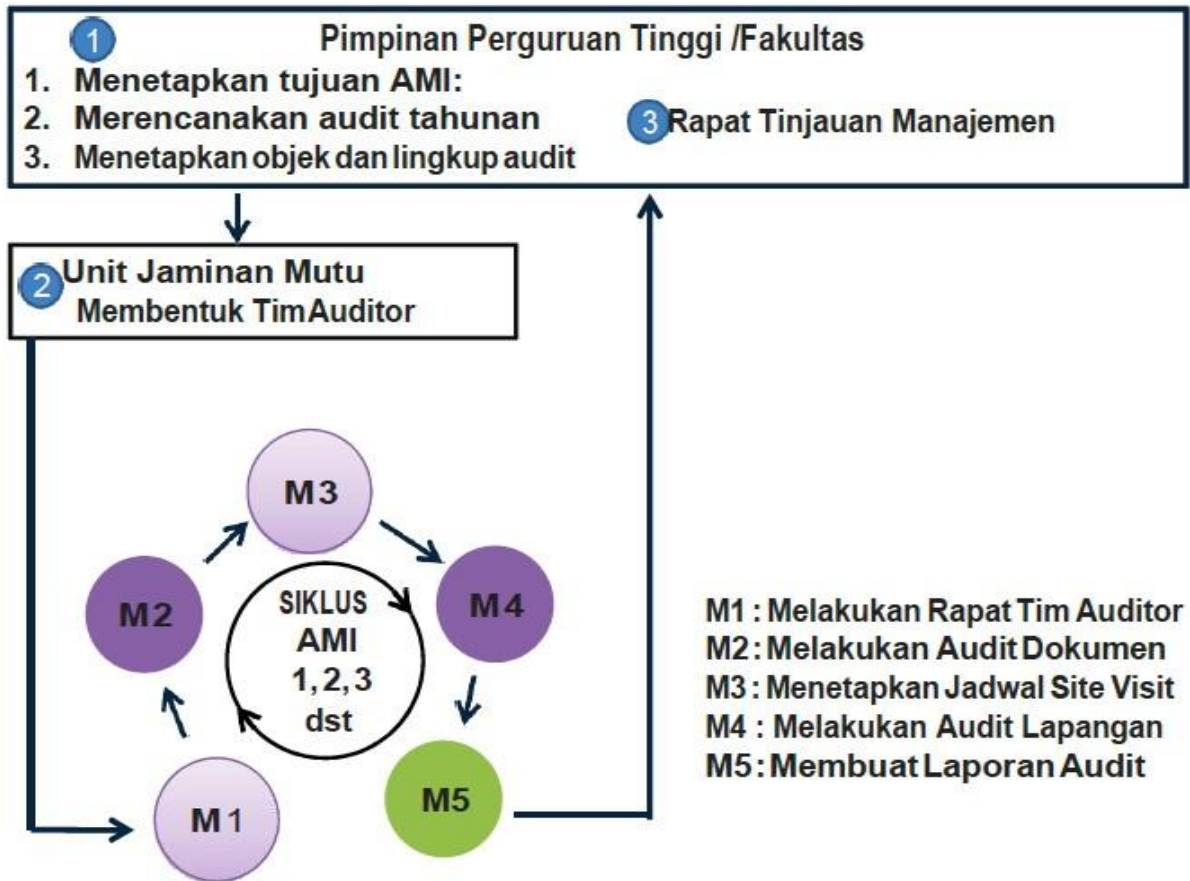 1 Pimpinan Perguruan Tinggi /Fakultas
1. Menetapkan tujuan AMI:
2. Merencanakan audit tahunan
3. Menetapkan objek dan lingkup audit
3 Rapat Tinjauan Manajemen
2 Unit Jaminan Mutu
Membentuk Tim Auditor
M3
M2
M4
SIKLUS
AMI
1, 2, 3
dst
M1
M5
M1 : Melakukan Rapat Tim Auditor
M2 : Melakukan Audit Dokumen
M3 : Menetapkan Jadwal Site Visit
M4 : Melakukan Audit Lapangan
M5 : Membuat Laporan Audit